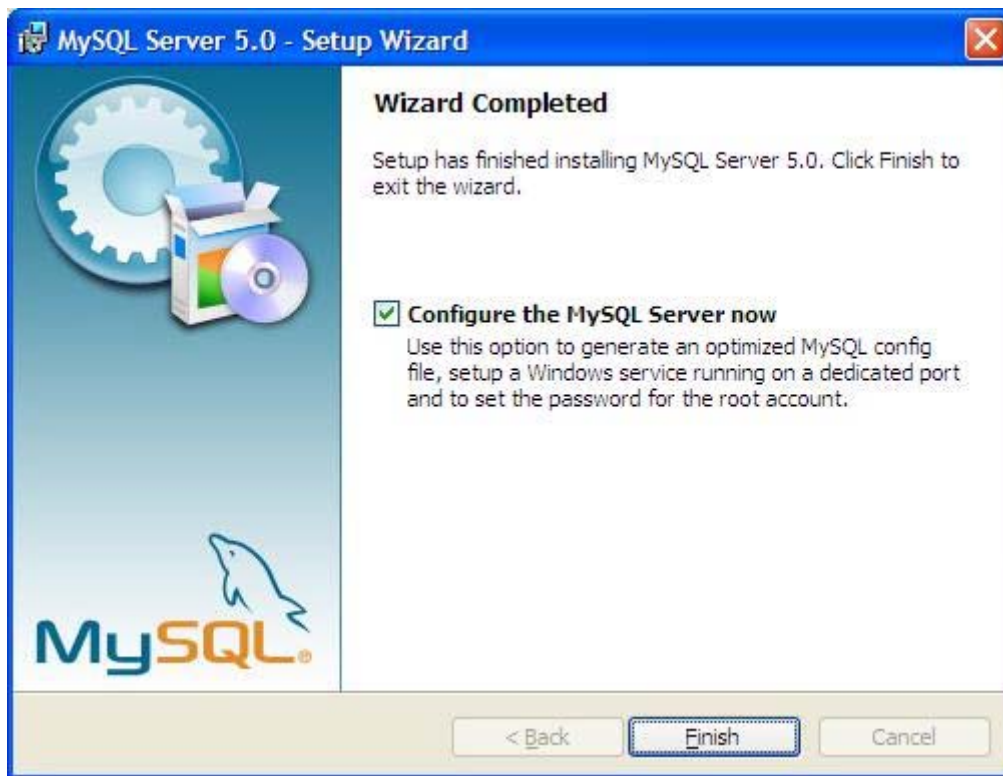 MySQL Server 5.0 - Setup Wizard
Wizard Completed
Setup has finished installing MySQL Server 5.0. Click Finish to
exit the wizard.
Configure the MySQL Server now
Use this option to generate an optimized MySQL config
file, setup a Windows service running on a dedicated port
and to set the password for the root account.
MySQL®
< Back
Finish
Cancel